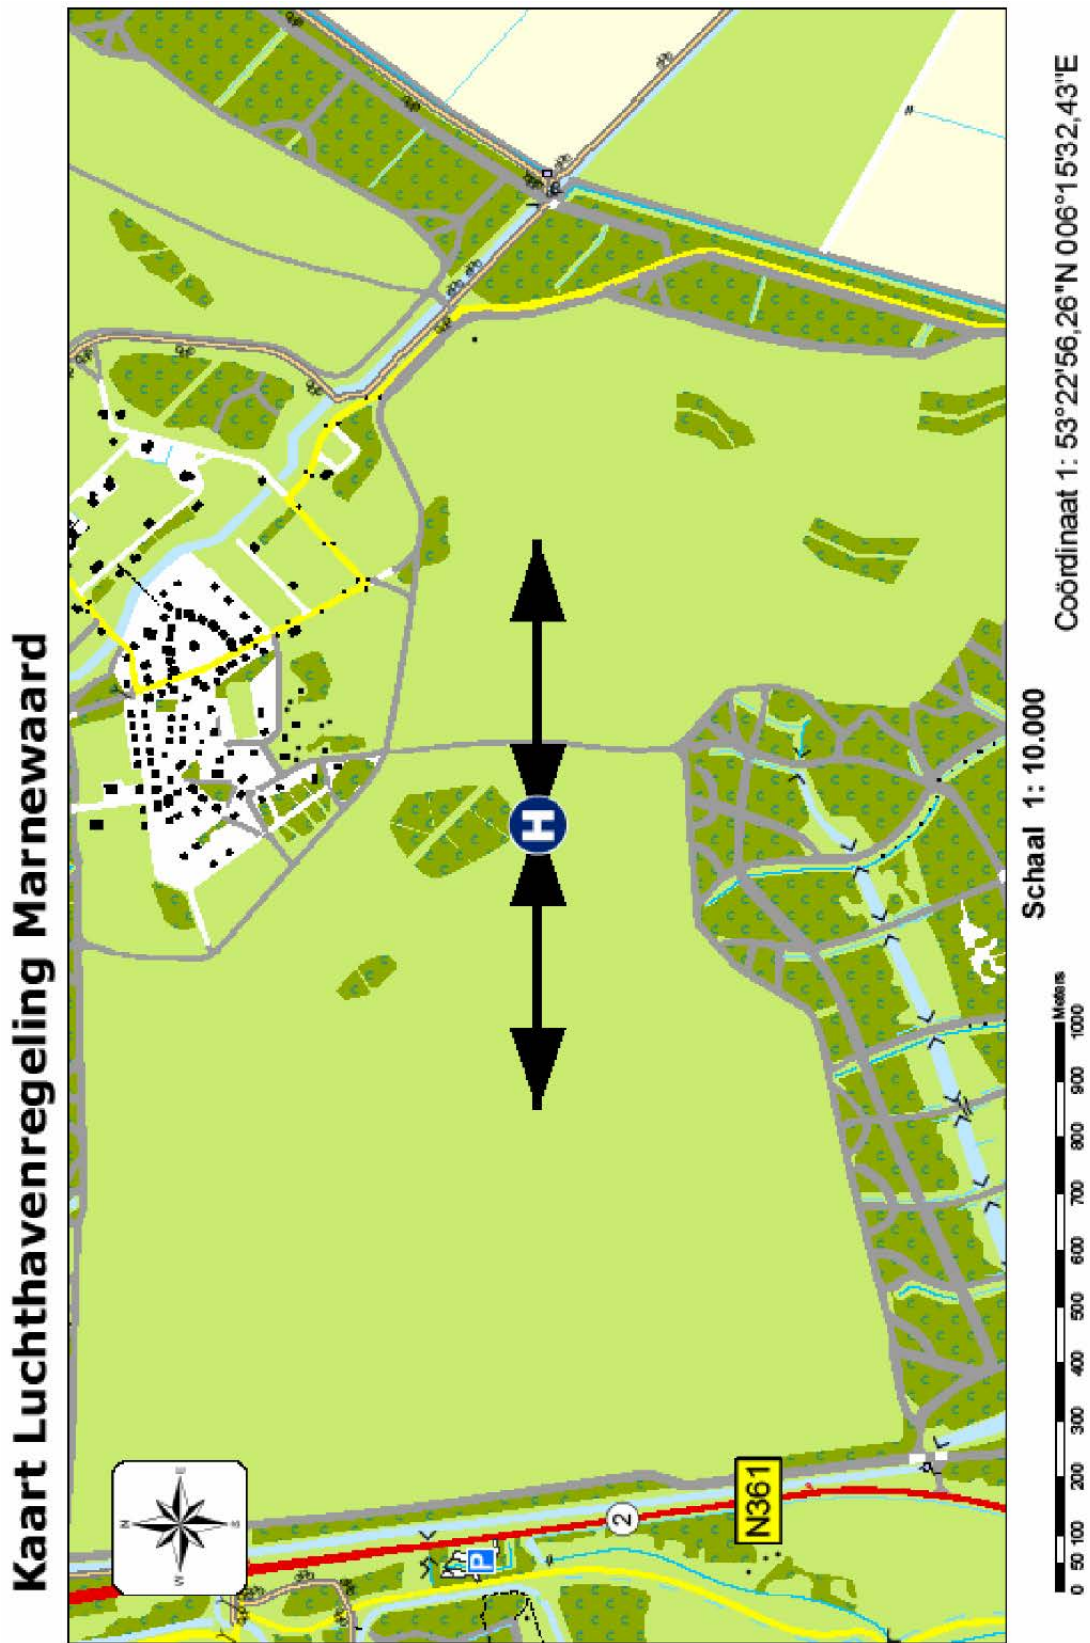 Kaart Luchthavenregeling Marnewaard
N
W
E
S
H
P
2
N361
Schaal 1: 10.000
0 50 100 200 300 400 500 600 700 800 900 1000
Meters
Coördinaat 1: 53°22'56,26"N 006°15'32,43"E